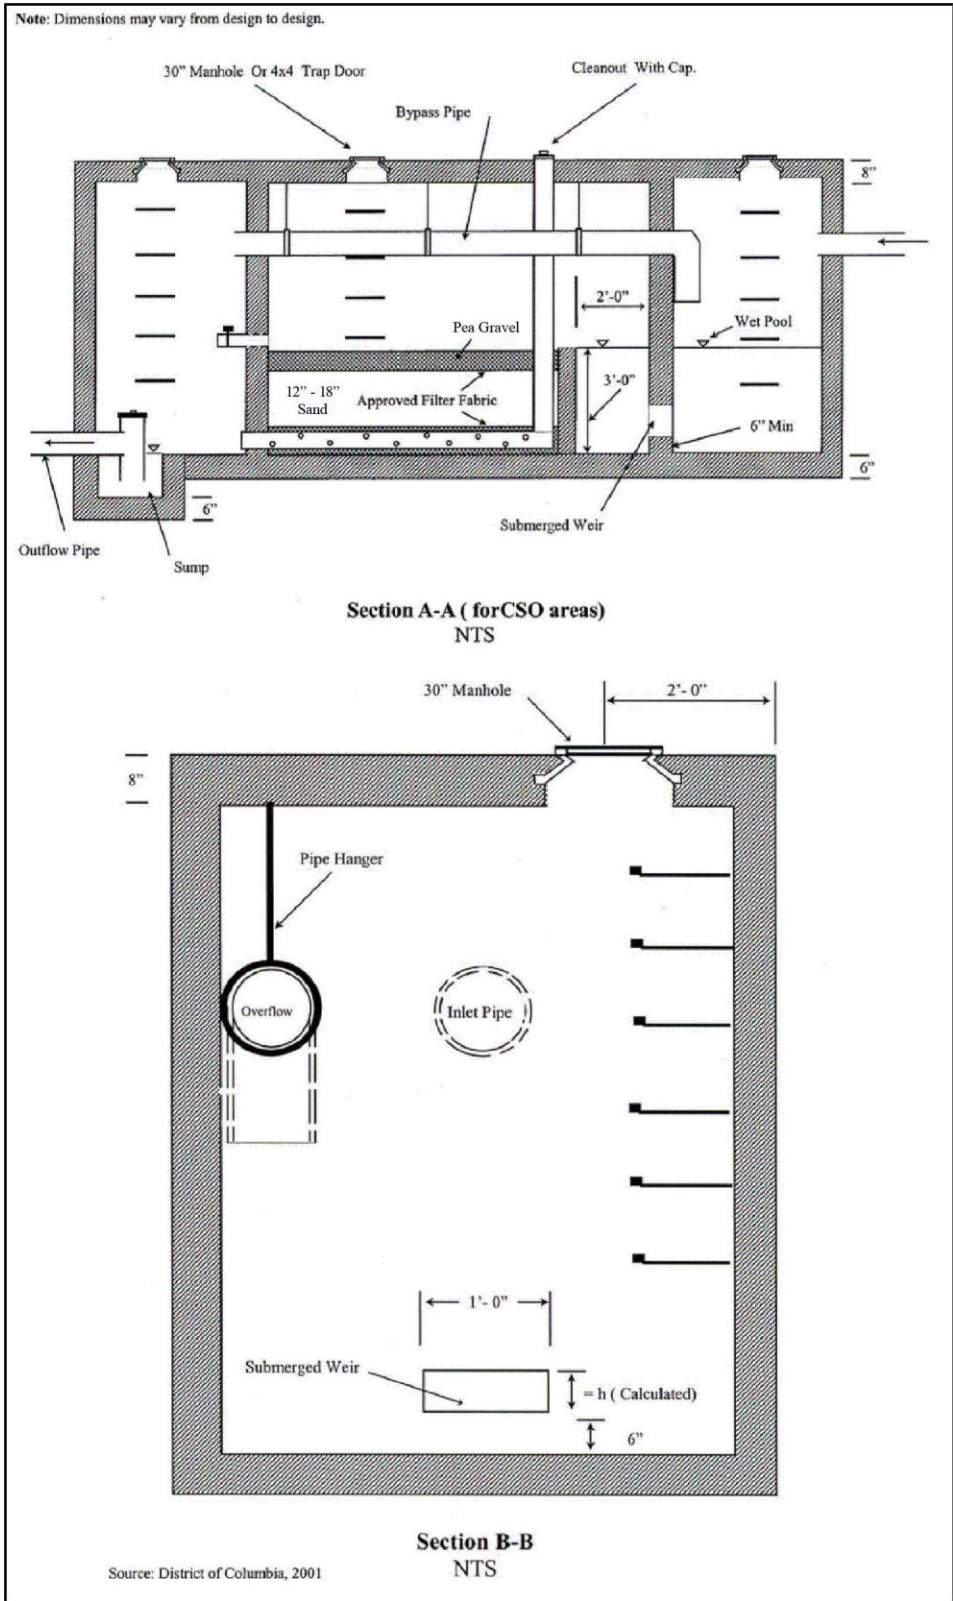 Note: Dimensions may vary from design to design.
30” Manhole Or 4x4 Trap Door
Cleanout With Cap.
Bypass Pipe
8”
2’-0”
Wet Pool
Pea Gravel
3’-0”
12” - 18”
Sand
Approved Filter Fabric
6” Min
6”
6”
Submerged Weir
Outflow Pipe
Sump
Section A-A ( forCSO areas)
NTS
30” Manhole
2’- 0”
8”
Pipe Hanger
Overflow
Inlet Pipe
1’- 0”
Submerged Weir
= h ( Calculated)
6”
Section B-B
NTS
Source: District of Columbia, 2001